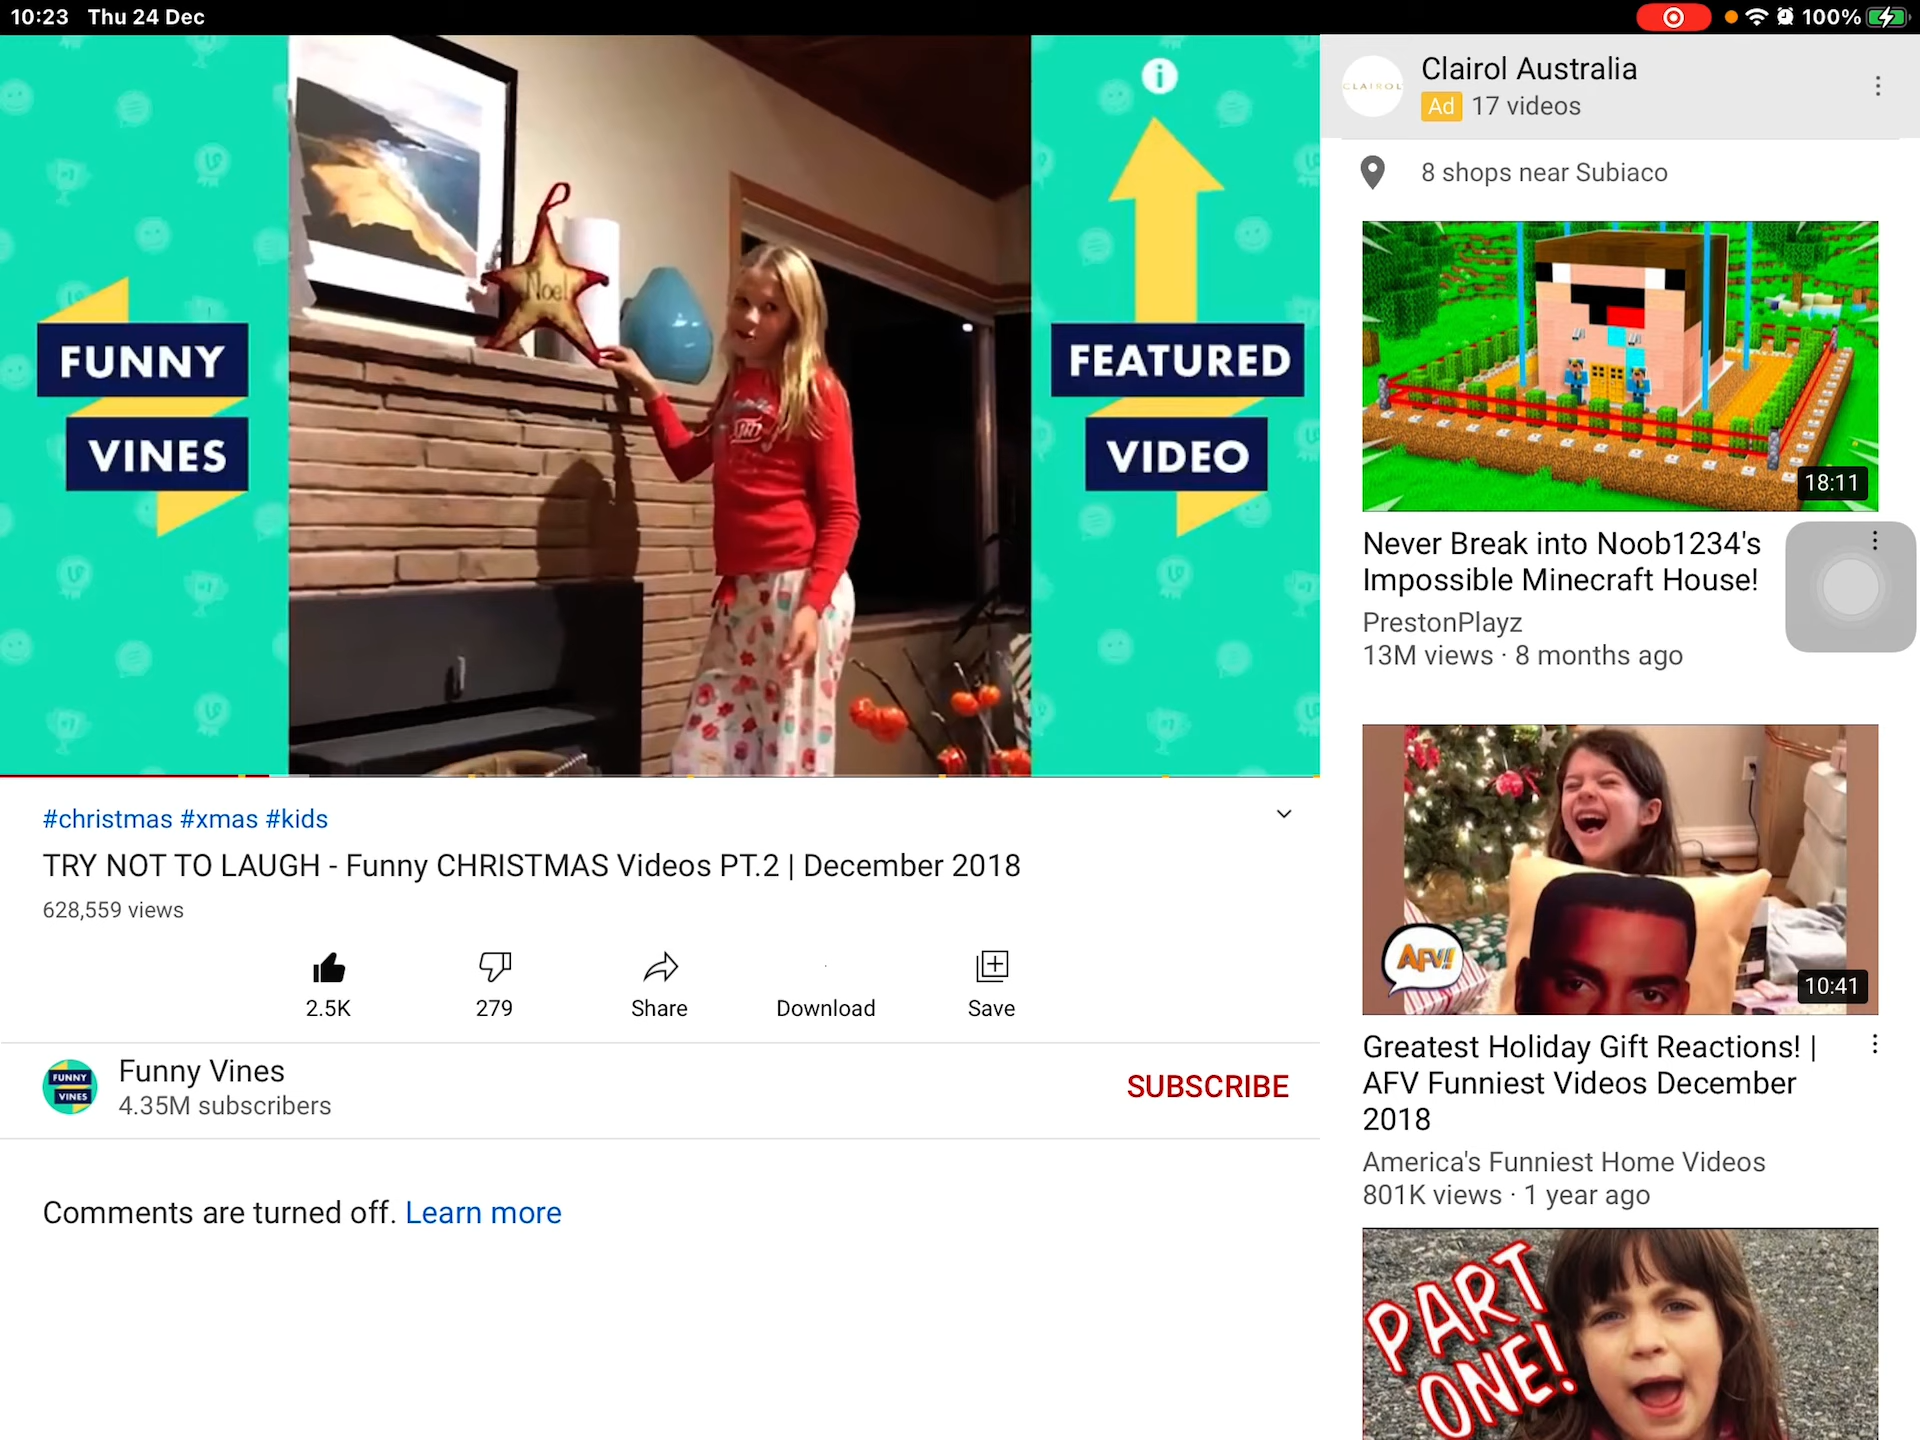 10:23 Thu 24 Dec
100%
FUNNY
VINES
Noel
FEATURED
VIDEO
#christmas #xmas #kids
TRY NOT TO LAUGH - Funny CHRISTMAS Videos PT.2 | December 2018
628,559 views
2.5K
279
Share
Download
Save
FUNNY
VINES
Funny Vines
4.35M subscribers
SUBSCRIBE
Comments are turned off. Learn more
CLAIROL
Clairol Australia
Ad 17 videos
8 shops near Subiaco
18:11
Never Break into Noob1234's
Impossible Minecraft House!
PrestonPlayz
13M views · 8 months ago
AFV!
10:41
Greatest Holiday Gift Reactions! |
AFV Funniest Videos December
2018
America's Funniest Home Videos
801K views · 1 year ago
PART
ONE!